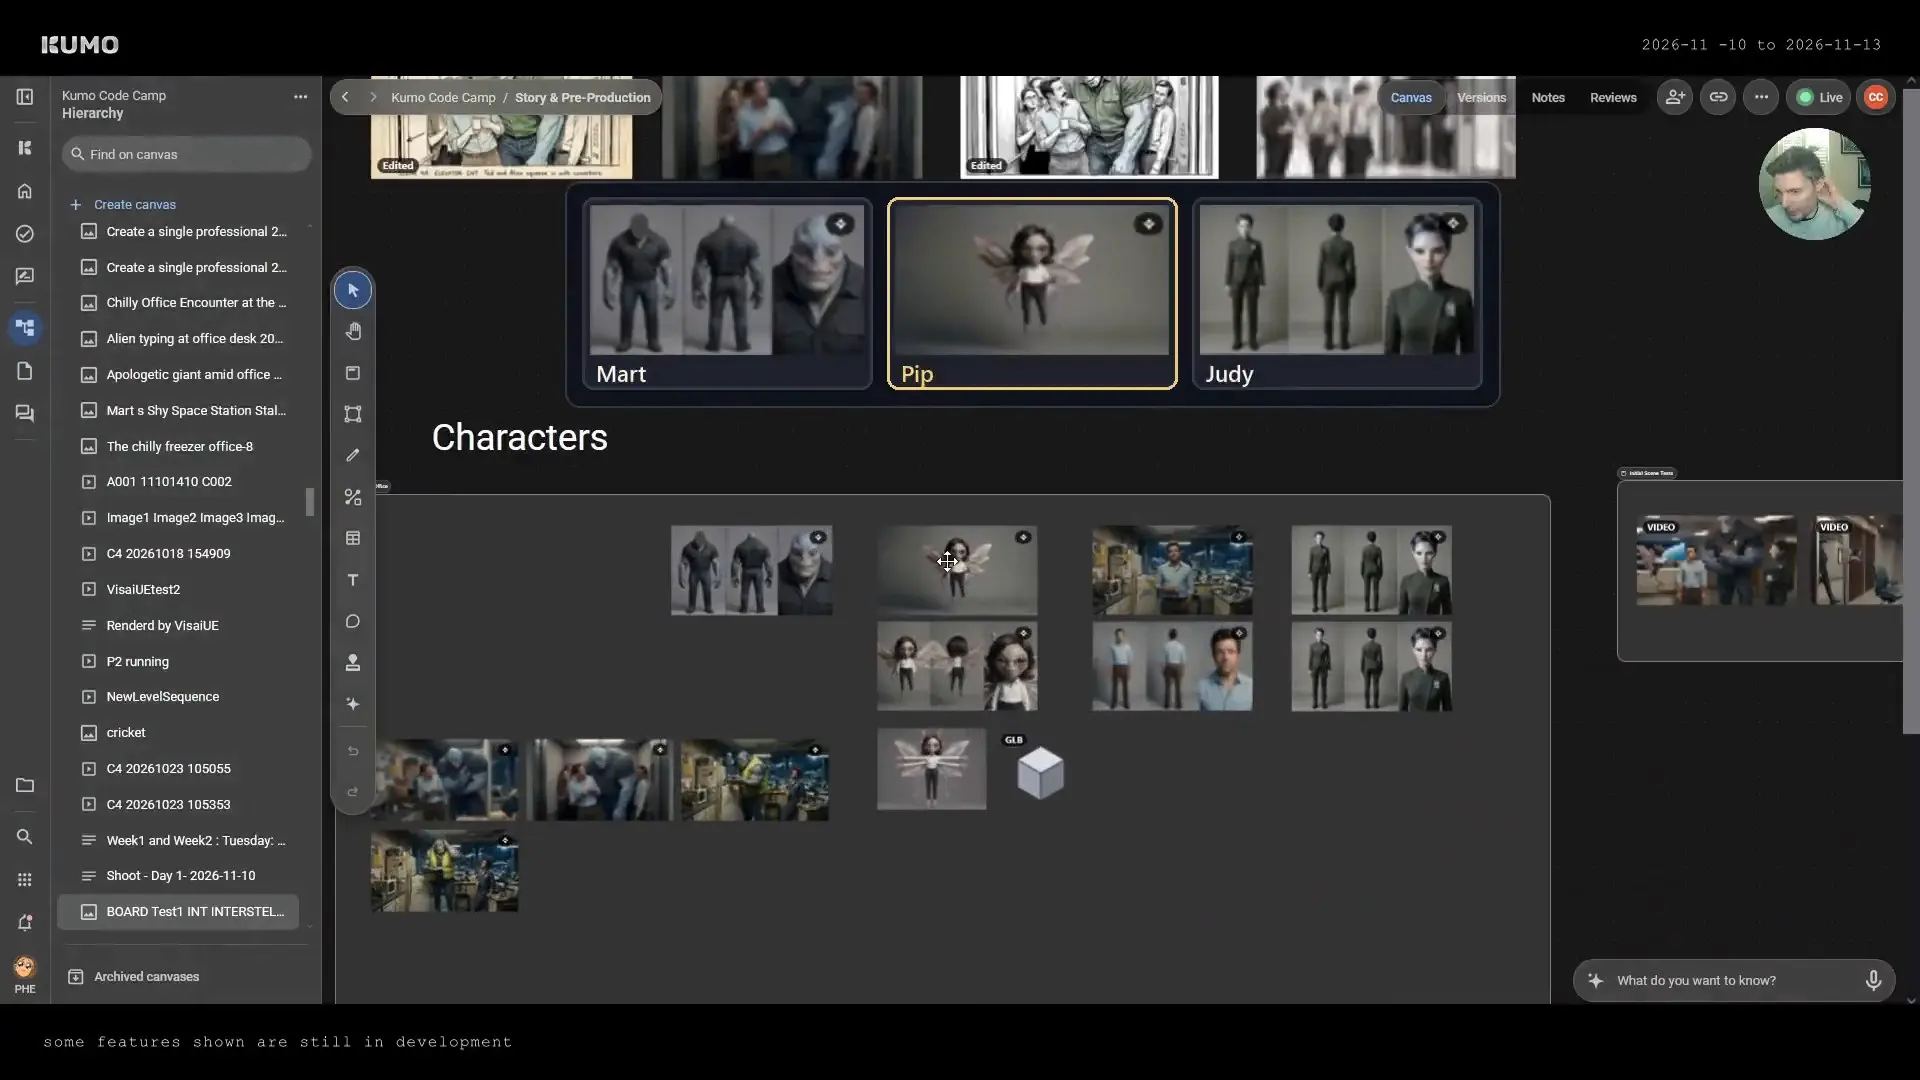 KUMO
2026-11 -10 to 2026-11-13
Kumo Code Camp
Hierarchy
Find on canvas
Create canvas
Create a single professional 2...
Create a single professional 2...
Chilly Office Encounter at the ...
Alien typing at office desk 20...
Apologetic giant amid office ...
Mart s Shy Space Station Stal...
The chilly freezer office-8
A001 11101410 C002
Image1 Image2 Image3 Imag...
C4 20261018 154909
VisaiUEtest2
Renderd by VisaiUE
P2 running
NewLevelSequence
cricket
C4 20261023 105055
C4 20261023 105353
Week1 and Week2 : Tuesday: ...
Shoot - Day 1- 2026-11-10
BOARD Test1 INT INTERSTEL...
Archived canvases
PHE
Kumo Code Camp / Story & Pre-Production
Canvas
Versions
Notes
Reviews
Live
CC
Edited
Edited
Mart
Pip
Judy
Characters
Initial Scene Tests
VIDEO
VIDEO
GLB
What do you want to know?
some features shown are still in development